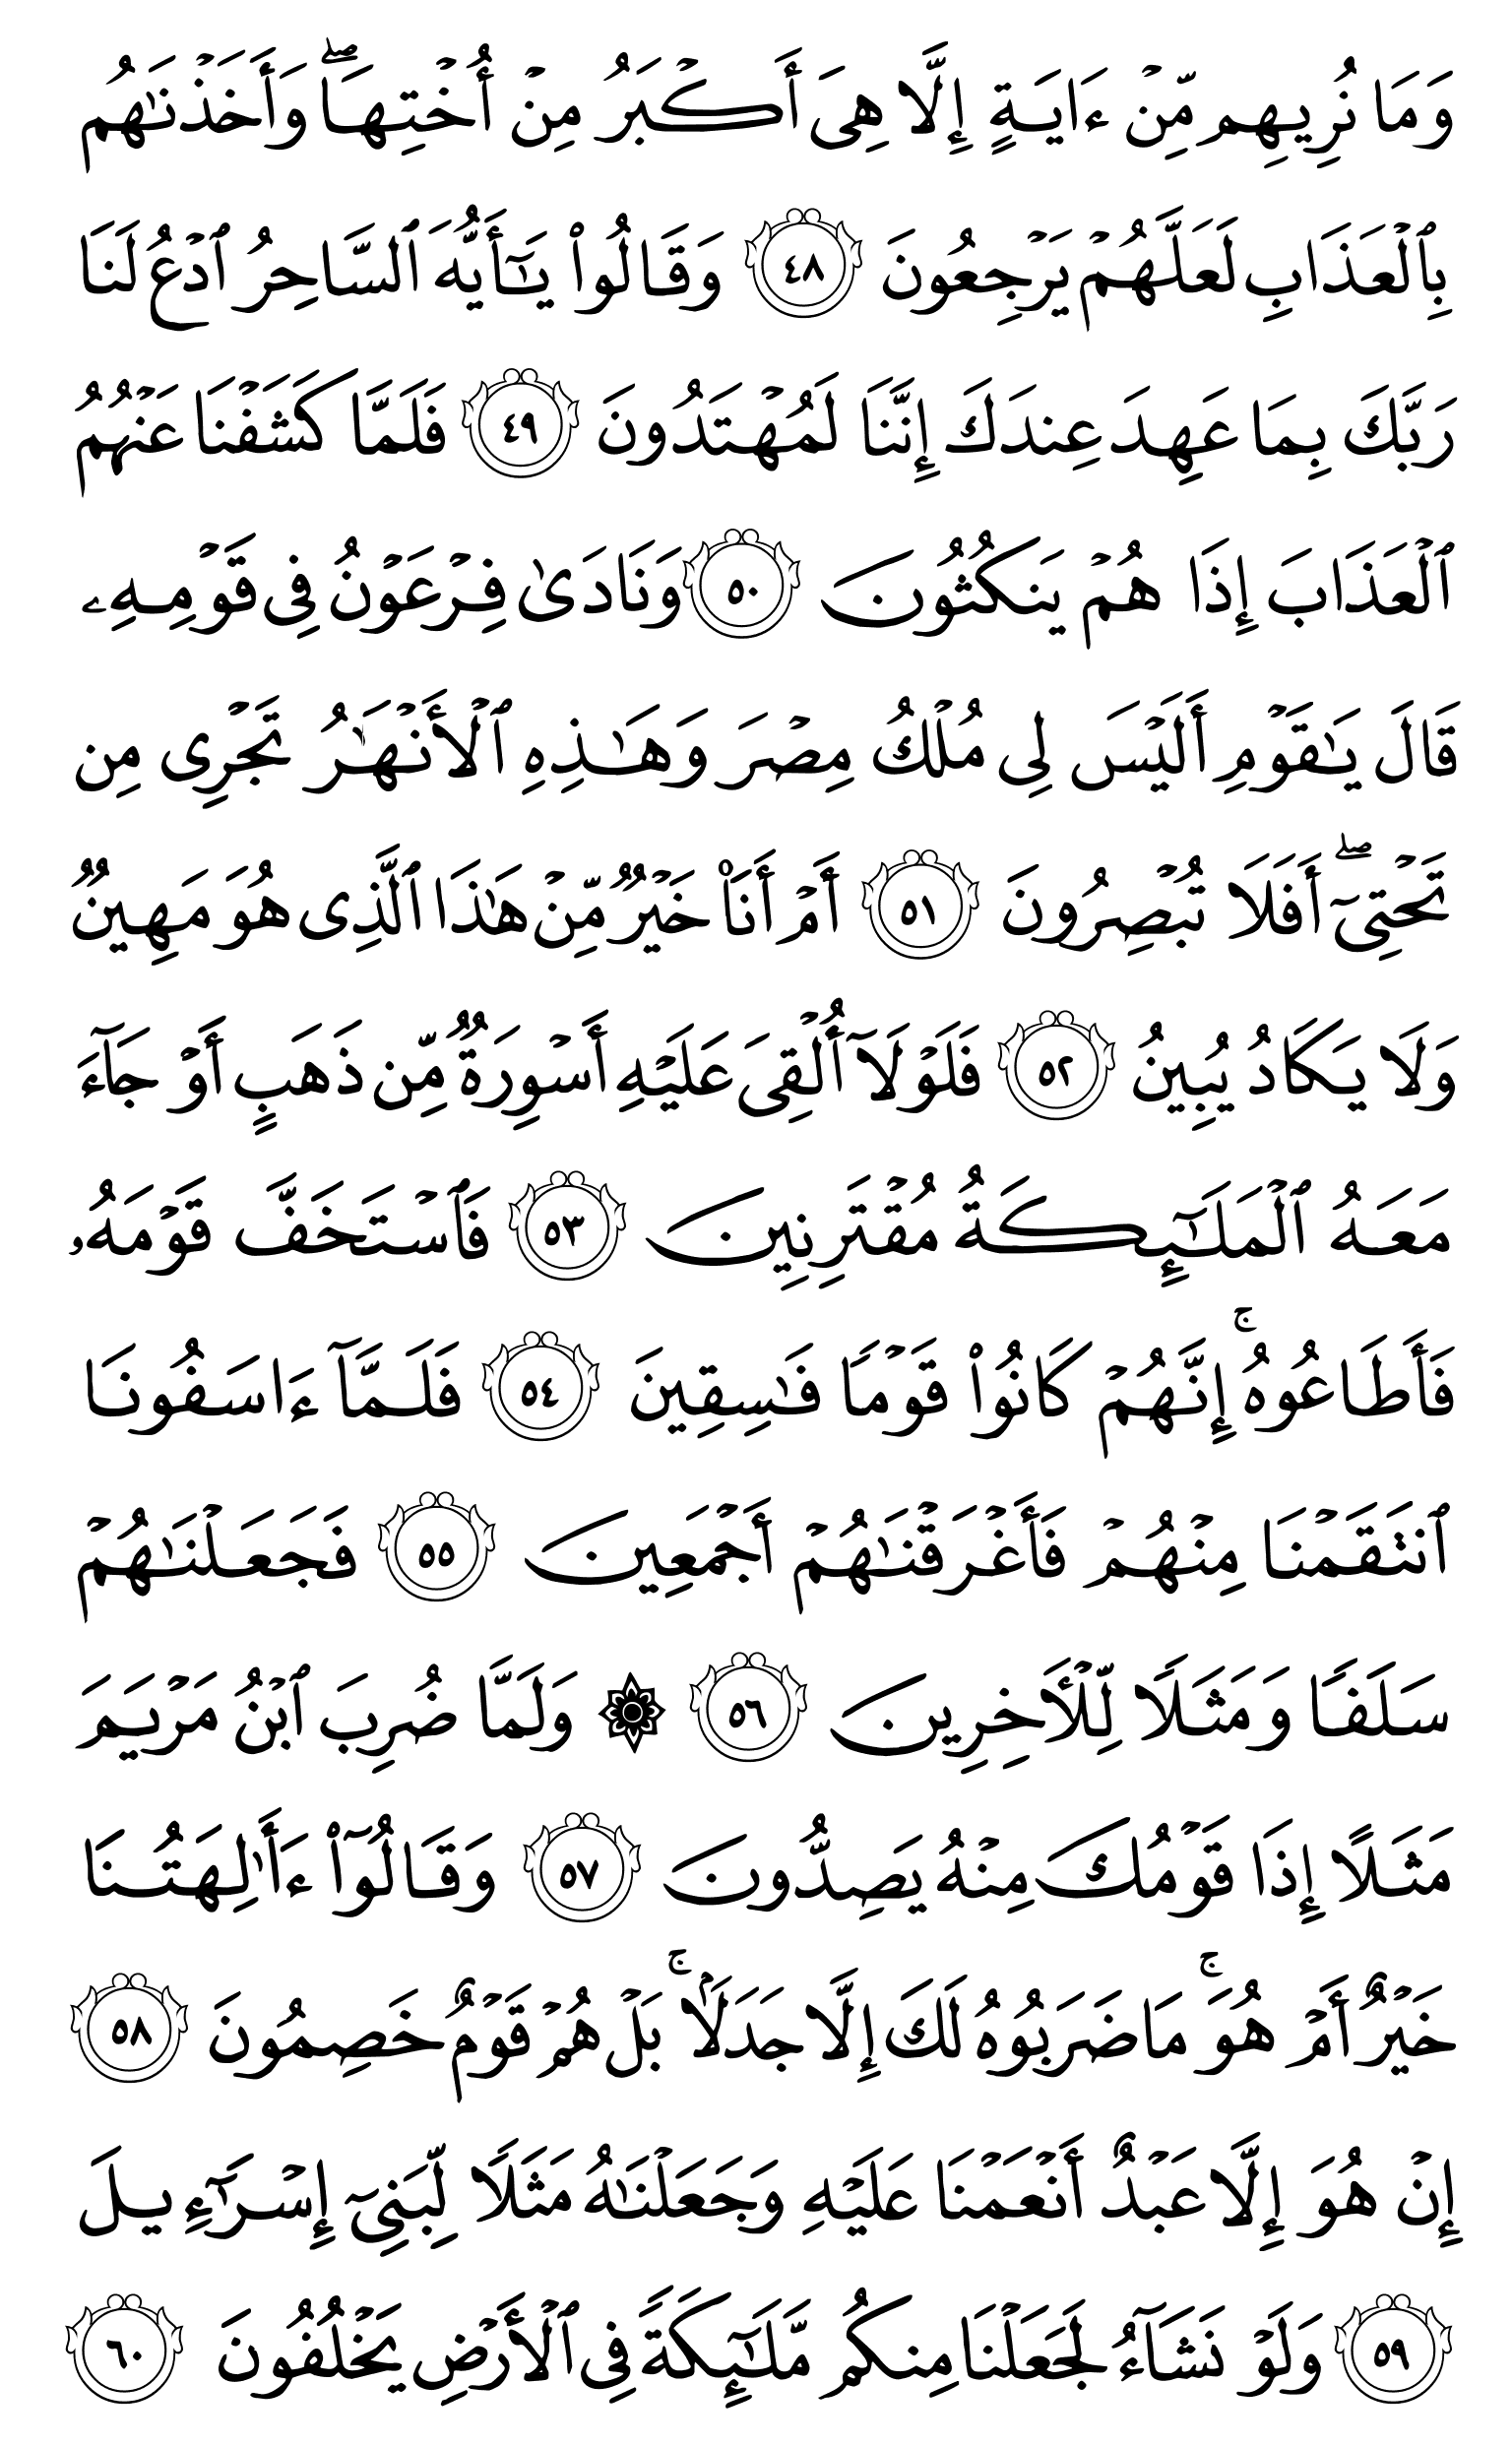 وَمَا نُرِيهِم مِّنۡ ءَايَةٍ إِلَّا هِيَ أَكۡبَرُ مِنۡ أُخۡتِهَاۖ وَأَخَذۡنَٰهُم
بِٱلۡعَذَابِ لَعَلَّهُمۡ يَرۡجِعُونَ ٤٨ وَقَالُواْ يَٰٓأَيُّهَ ٱلسَّاحِرُ ٱدۡعُ لَنَا
رَبَّكَ بِمَا عَهِدَ عِندَكَ إِنَّنَا لَمُهۡتَدُونَ ٤٩ فَلَمَّا كَشَفۡنَا عَنۡهُمُ
ٱلۡعَذَابَ إِذَا هُمۡ يَنكُثُونَ ٥٠ وَنَادَىٰ فِرۡعَوۡنُ فِي قَوۡمِهِۦ
قَالَ يَٰقَوۡمِ أَلَيۡسَ لِي مُلۡكُ مِصۡرَ وَهَٰذِهِ ٱلۡأَنۡهَٰرُ تَجۡرِي مِن
تَحۡتِيٓۖ أَفَلَا تُبۡصِرُونَ ٥١ أَمۡ أَنَا۠ خَيۡرٞ مِّنۡ هَٰذَا ٱلَّذِي هُوَ مَهِينٞ
وَلَا يَكَادُ يُبِينُ ٥٢ فَلَوۡلَآ أُلۡقِيَ عَلَيۡهِ أَسۡوِرَةٞ مِّن ذَهَبٍ أَوۡ جَآءَ
مَعَهُ ٱلۡمَلَٰٓئِكَةُ مُقۡتَرِنِينَ ٥٣ فَٱسۡتَخَفَّ قَوۡمَهُۥ
فَأَطَاعُوهُۚ إِنَّهُمۡ كَانُواْ قَوۡمٗا فَٰسِقِينَ ٥٤ فَلَمَّآ ءَاسَفُونَا
ٱنتَقَمۡنَا مِنۡهُمۡ فَأَغۡرَقۡنَٰهُمۡ أَجۡمَعِينَ ٥٥ فَجَعَلۡنَٰهُمۡ
سَلَفٗا وَمَثَلٗا لِّلۡأٓخِرِينَ ٥٦ ۞ وَلَمَّا ضُرِبَ ٱبۡنُ مَرۡيَمَ
مَثَلًا إِذَا قَوۡمُكَ مِنۡهُ يَصِدُّونَ ٥٧ وَقَالُوٓاْ ءَأَٰلِهَتُنَا
خَيۡرٌ أَمۡ هُوَۚ مَا ضَرَبُوهُ لَكَ إِلَّا جَدَلَۢاۚ بَلۡ هُمۡ قَوۡمٌ خَصِمُونَ ٥٨
إِنۡ هُوَ إِلَّا عَبۡدٌ أَنۡعَمۡنَا عَلَيۡهِ وَجَعَلۡنَٰهُ مَثَلٗا لِّبَنِيٓ إِسۡرَٰٓءِيلَ
٥٩ وَلَوۡ نَشَآءُ لَجَعَلۡنَا مِنكُم مَّلَٰٓئِكَةٗ فِي ٱلۡأَرۡضِ يَخۡلُفُونَ ٦٠